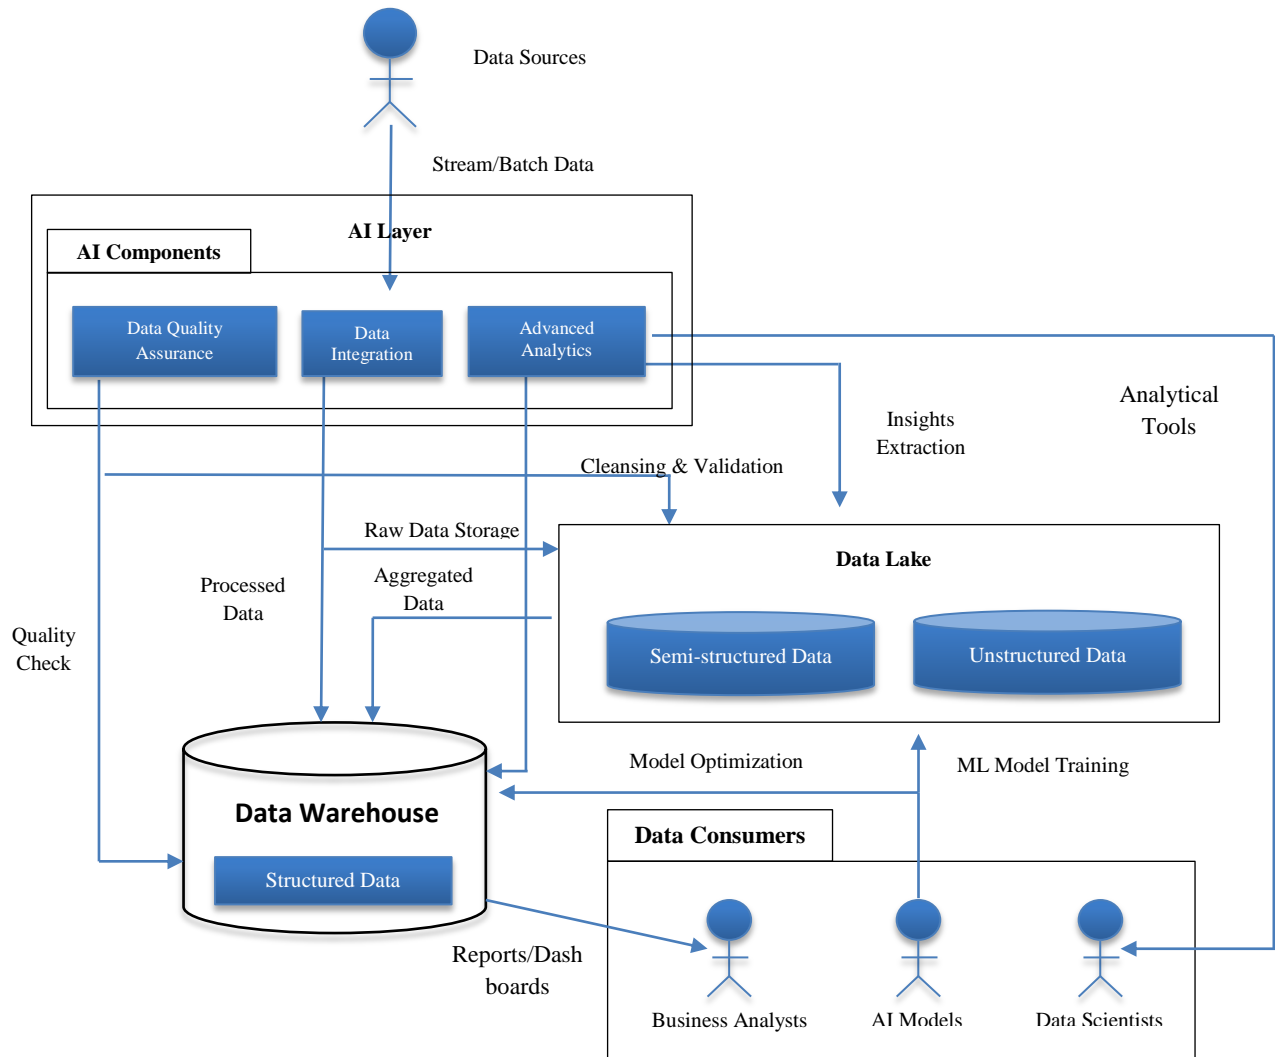 Data Sources
Stream/Batch Data
AI Layer
AI Components
Data Quality
Assurance
Data
Integration
Advanced
Analytics
Analytical
Tools
Insights
Extraction
Cleansing & Validation
Raw Data Storage
Data Lake
Aggregated
Data
Processed
Data
Quality
Check
Semi-structured Data
Unstructured Data
Model Optimization
ML Model Training
Data Warehouse
Structured Data
Data Consumers
Reports/Dash
boards
Business Analysts
AI Models
Data Scientists